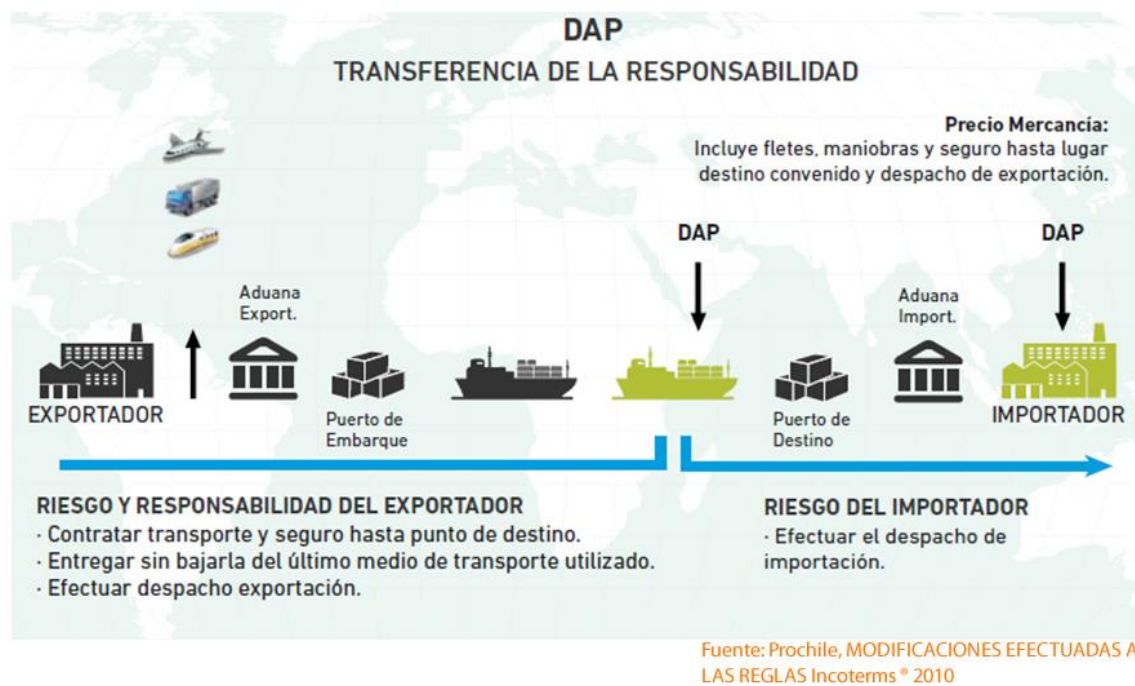 DAP
TRANSFERENCIA DE LA RESPONSABILIDAD
Precio Mercancía:
Incluye fletes, maniobras y seguro hasta lugar
destino convenido y despacho de exportación.
DAP
DAP
Aduana
Export.
Aduana
Import.
EXPORTADOR
Puerto de
Embarque
Puerto de
Destino
IMPORTADOR
RIESGO Y RESPONSABILIDAD DEL EXPORTADOR
· Contratar transporte y seguro hasta punto de destino.
· Entregar sin bajarla del último medio de transporte utilizado.
· Efectuar despacho exportación.
RIESGO DEL IMPORTADOR
· Efectuar el despacho de
importación.
Fuente: Prochile, MODIFICACIONES EFECTUADAS A
LAS REGLAS Incoterms ® 2010